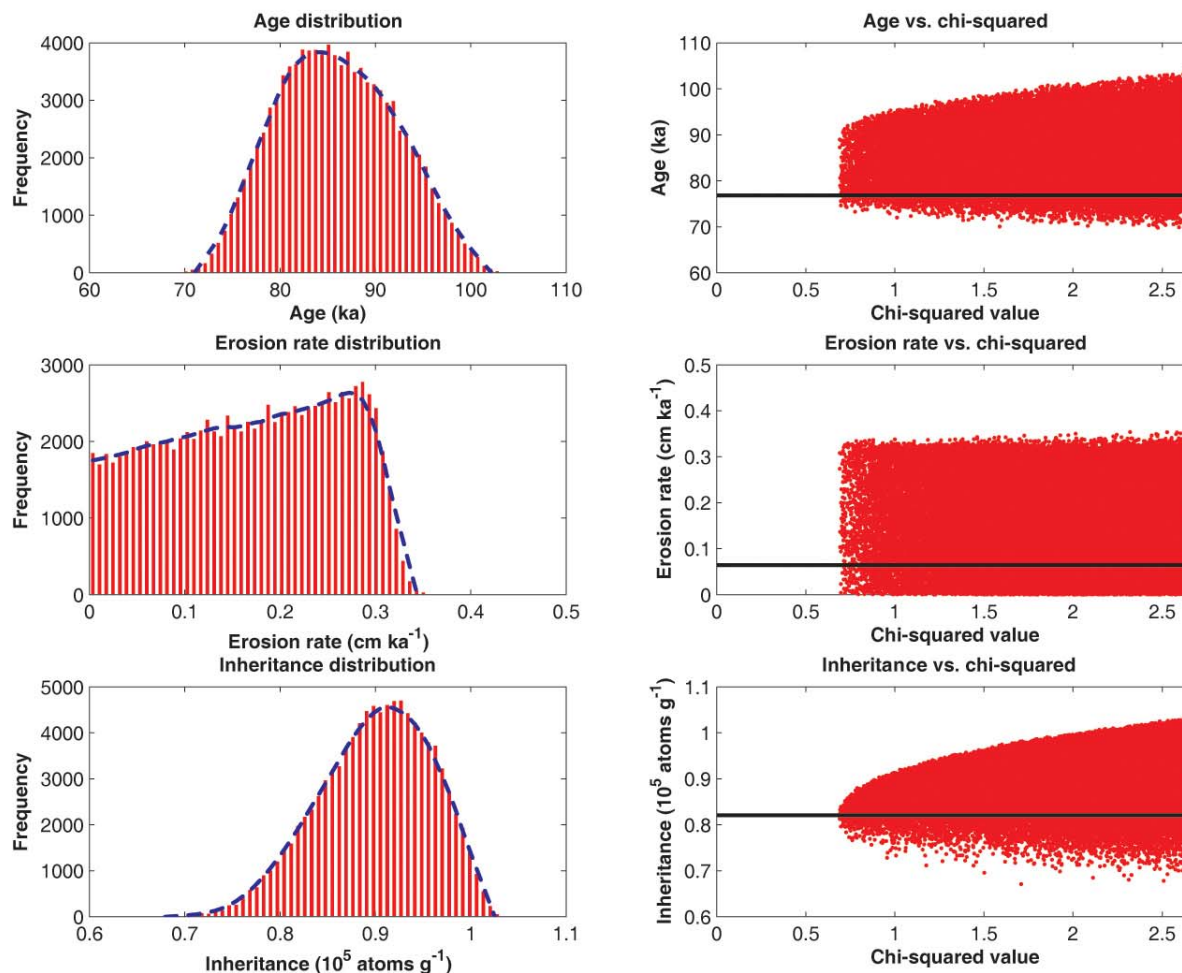 Age distribution
4000
3000
2000
1000
0
Frequency
60 70 80 90 100 110
Age (ka)
Age vs. chi-squared
110
100
90
80
70
60
Age (ka)
0 0.5 1 1.5 2 2.5
Chi-squared value
Erosion rate distribution
3000
2000
1000
0
Frequency
0 0.1 0.2 0.3 0.4 0.5
Erosion rate (cm ka⁻¹)
Erosion rate vs. chi-squared
0.5
0.4
0.3
0.2
0.1
0
Erosion rate (cm ka⁻¹)
0 0.5 1 1.5 2 2.5
Chi-squared value
Inheritance distribution
5000
4000
3000
2000
1000
0
Frequency
0.6 0.7 0.8 0.9 1 1.1
Inheritance (10⁵ atoms g⁻¹)
Inheritance vs. chi-squared
1.1
1
0.9
0.8
0.7
0.6
Inheritance (10⁵ atoms g⁻¹)
0 0.5 1 1.5 2 2.5
Chi-squared value